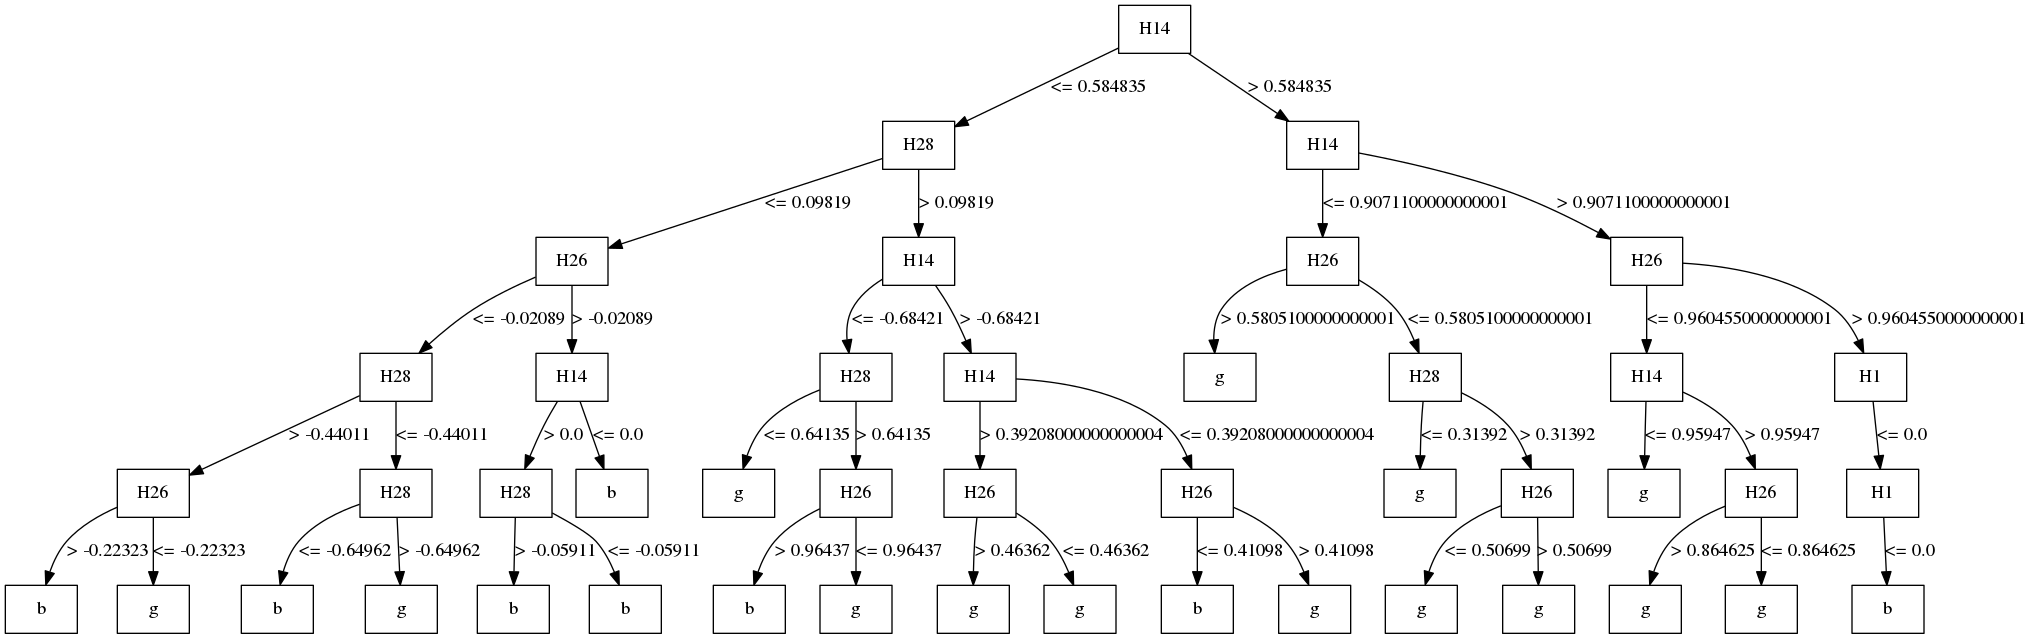 H14
<= 0.584835 > 0.584835
H28 H14
<= 0.09819 > 0.09819 <= 0.9071100000000001 > 0.9071100000000001
H26 H14 H26 H26
<= -0.02089 > -0.02089 <= -0.68421 > -0.68421 > 0.5805100000000001 <= 0.5805100000000001 <= 0.9604550000000001 > 0.9604550000000001
H28 H14 H28 H14 g H28 H14 H1
> -0.44011 <= -0.44011 > 0.0 <= 0.0 <= 0.64135 > 0.64135 > 0.39208000000000004 <= 0.39208000000000004 <= 0.31392 > 0.31392 <= 0.95947 > 0.95947 <= 0.0
H26 H28 H28 b g H26 H26 H26 g H26 g H26 H1
> -0.22323 <= -0.22323 <= -0.64962 > -0.64962 > -0.05911 <= -0.05911 > 0.96437 <= 0.96437 > 0.46362 <= 0.46362 <= 0.41098 > 0.41098 <= 0.50699 > 0.50699 > 0.864625 <= 0.864625 <= 0.0
b g b g b b b g g g b g g g g g b